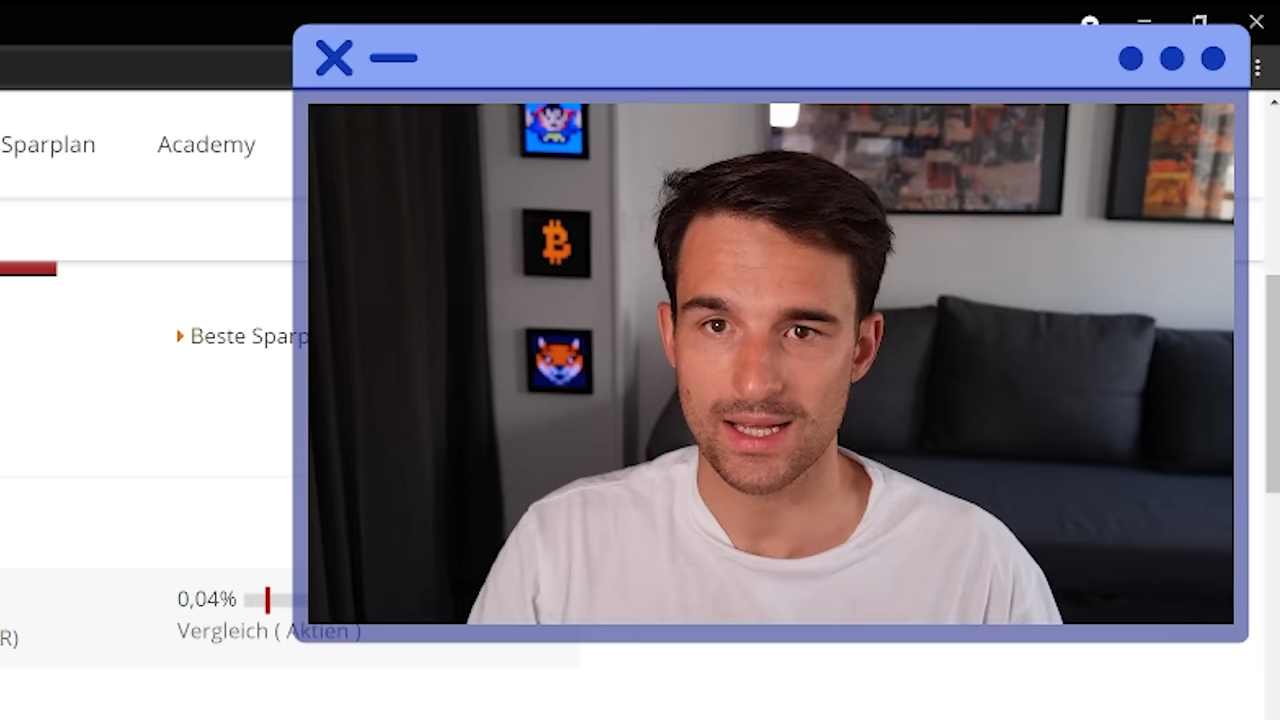 Sparplan
Academy
Beste Sparp
0,04%
Vergleich ( Aktien )
R)